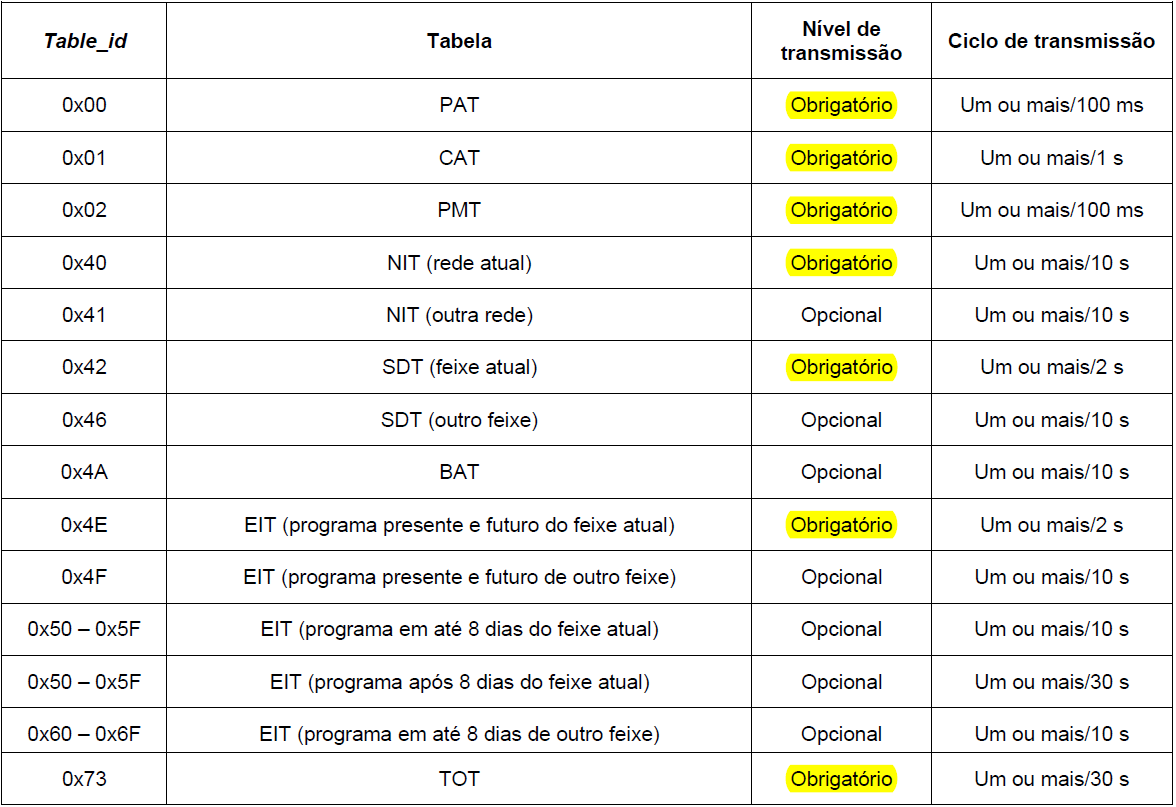 Table_id Tabela Nível de transmissão Ciclo de transmissão
0x00 PAT Obrigatório Um ou mais/100 ms
0x01 CAT Obrigatório Um ou mais/1 s
0x02 PMT Obrigatório Um ou mais/100 ms
0x40 NIT (rede atual) Obrigatório Um ou mais/10 s
0x41 NIT (outra rede) Opcional Um ou mais/10 s
0x42 SDT (feixe atual) Obrigatório Um ou mais/2 s
0x46 SDT (outro feixe) Opcional Um ou mais/10 s
0x4A BAT Opcional Um ou mais/10 s
0x4E EIT (programa presente e futuro do feixe atual) Obrigatório Um ou mais/2 s
0x4F EIT (programa presente e futuro de outro feixe) Opcional Um ou mais/10 s
0x50 – 0x5F EIT (programa em até 8 dias do feixe atual) Opcional Um ou mais/10 s
0x50 – 0x5F EIT (programa após 8 dias do feixe atual) Opcional Um ou mais/30 s
0x60 – 0x6F EIT (programa em até 8 dias de outro feixe) Opcional Um ou mais/10 s
0x73 TOT Obrigatório Um ou mais/30 s